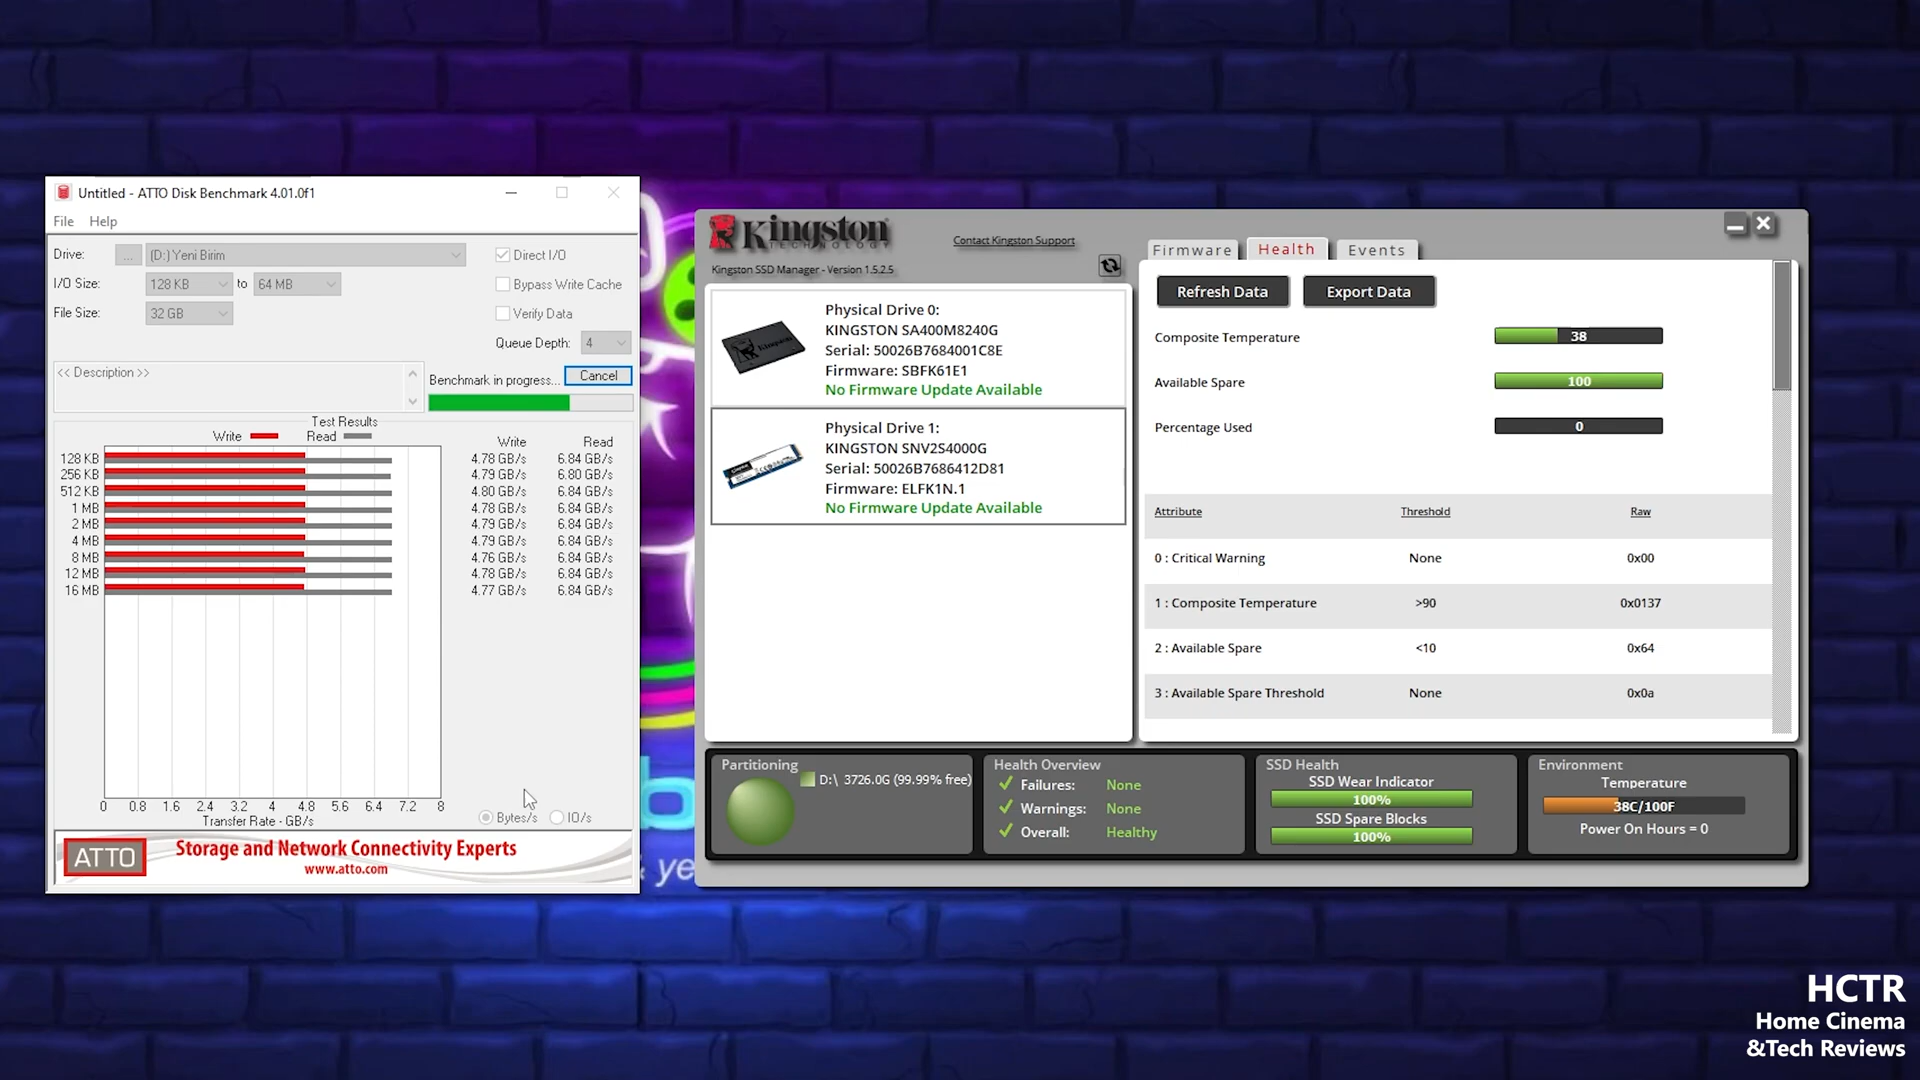 Untitled - ATTO Disk Benchmark 4.01.0f1
File Help
Drive: ... (D:) Yeni Birim
Direct I/O
I/O Size: 128 KB to 64 MB
Bypass Write Cache
File Size: 32 GB
Verify Data
Queue Depth: 4
<< Description >>
Benchmark in progress... Cancel
Test Results
Write Read
Write Read
128 KB 4.78 GB/s 6.84 GB/s
256 KB 4.79 GB/s 6.80 GB/s
512 KB 4.80 GB/s 6.84 GB/s
1 MB 4.78 GB/s 6.84 GB/s
2 MB 4.79 GB/s 6.84 GB/s
4 MB 4.79 GB/s 6.84 GB/s
8 MB 4.76 GB/s 6.84 GB/s
12 MB 4.78 GB/s 6.84 GB/s
16 MB 4.77 GB/s 6.84 GB/s
0 0.8 1.6 2.4 3.2 4 4.8 5.6 6.4 7.2 8
Transfer Rate - GB/s
Bytes/s IO/s
ATTO
Storage and Network Connectivity Experts
www.atto.com
Kingston
TECHNOLOGY
Contact Kingston Support
Kingston SSD Manager - Version 1.5.2.5
Physical Drive 0:
KINGSTON SA400M8240G
Serial: 50026B7684001C8E
Firmware: SBFK61E1
No Firmware Update Available
Physical Drive 1:
KINGSTON SNV2S4000G
Serial: 50026B7686412D81
Firmware: ELFK1N.1
No Firmware Update Available
Firmware Health Events
Refresh Data Export Data
Composite Temperature 38
Available Spare 100
Percentage Used 0
Attribute Threshold Raw
0 : Critical Warning None 0x00
1 : Composite Temperature >90 0x0137
2 : Available Spare <10 0x64
3 : Available Spare Threshold None 0x0a
Partitioning
D:\ 3726.0G (99.99% free)
Health Overview
Failures: None
Warnings: None
Overall: Healthy
SSD Health
SSD Wear Indicator
100%
SSD Spare Blocks
100%
Environment
Temperature
38C/100F
Power On Hours = 0
ye
HCTR
Home Cinema
&Tech Reviews